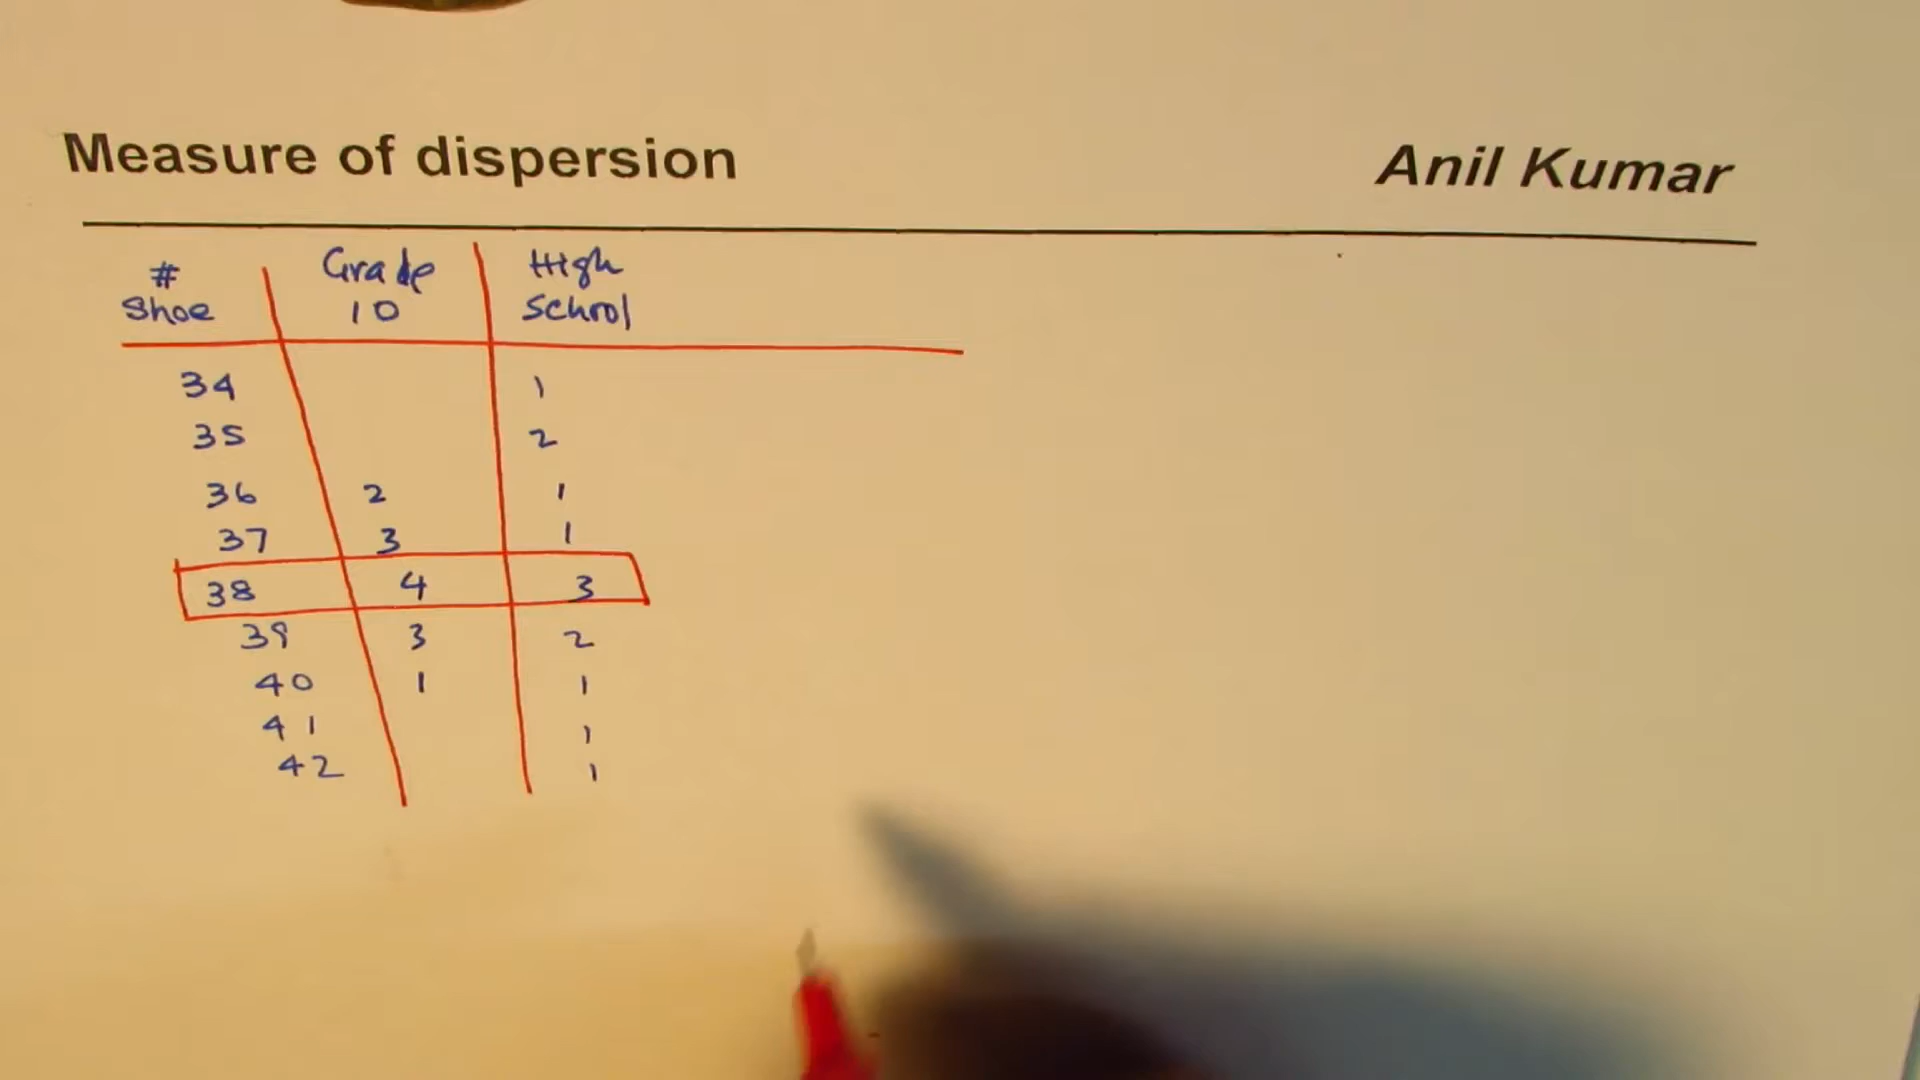 Measure of dispersion Anil Kumar
# Shoe Grade 10 High School
34 1
35 2
36 2 1
37 3 1
38 4 3
39 3 2
40 1 1
41 1
42 1